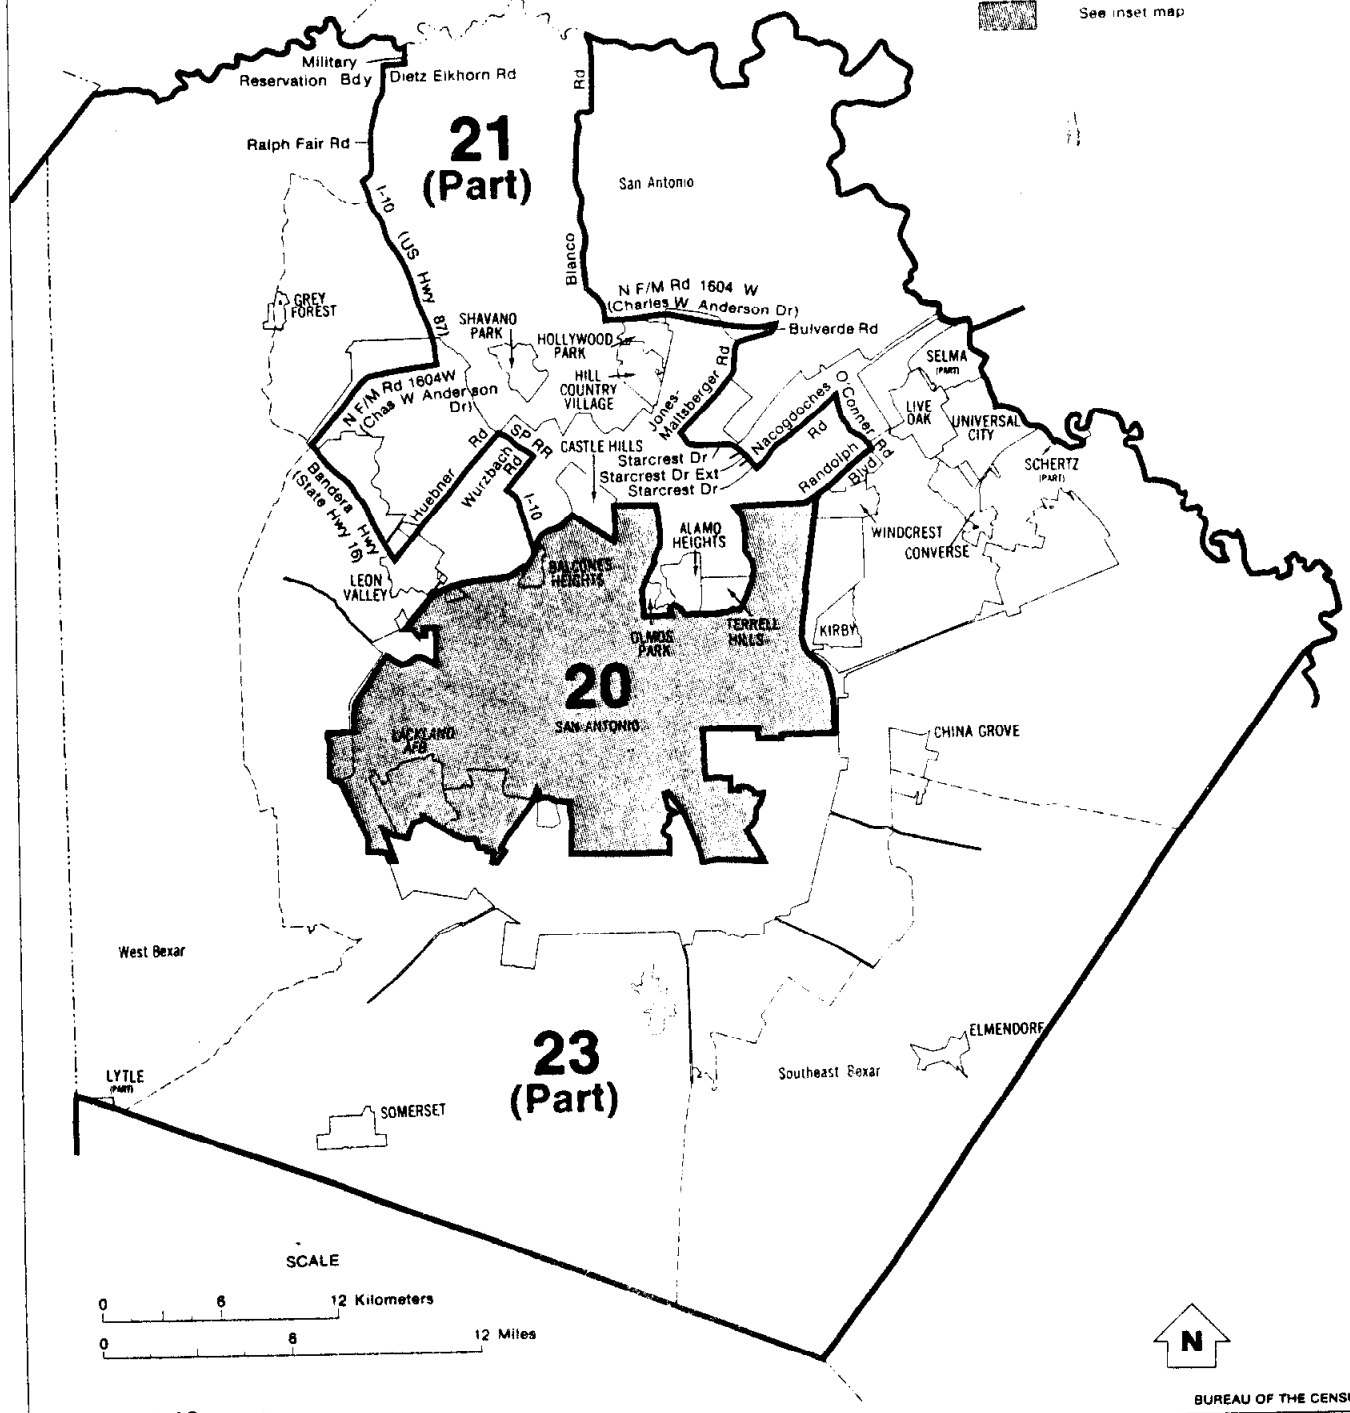 See inset map
Military
Reservation Bdy
Dietz Elkhorn Rd
Ralph Fair Rd
21
(Part)
Rd
San Antonio
I-10 (US Hwy 87)
Blanco
N F/M Rd 1604 W
(Charles W Anderson Dr)
Bulverde Rd
GREY
FOREST
SHAVANO
PARK
HOLLYWOOD
PARK
HILL
COUNTRY
VILLAGE
Jones-
Maltsberger Rd
SELMA
(PART)
N F/M Rd 1604W
(Chas W Anderson
Dr)
Nacogdoches
Rd
O'Conner Rd
LIVE
OAK
UNIVERSAL
CITY
SCHERTZ
(PART)
SP RR
CASTLE HILLS
Starcrest Dr
Starcrest Dr Ext
Starcrest Dr
Randolph
Blvd
Bandera Hwy
(State Hwy 16)
Huebner Rd
Wurzbach
Rd
I-10
ALAMO
HEIGHTS
WINDCREST
CONVERSE
LEON
VALLEY
BALCONES
HEIGHTS
OLMOS
PARK
TERRELL
HILLS
KIRBY
20
SAN ANTONIO
LACKLAND
AFB
CHINA GROVE
West Bexar
23
(Part)
ELMENDORF
Southeast Bexar
LYTLE
(PART)
SOMERSET
SCALE
0 6 12 Kilometers
0 6 12 Miles
N
BUREAU OF THE CENSU